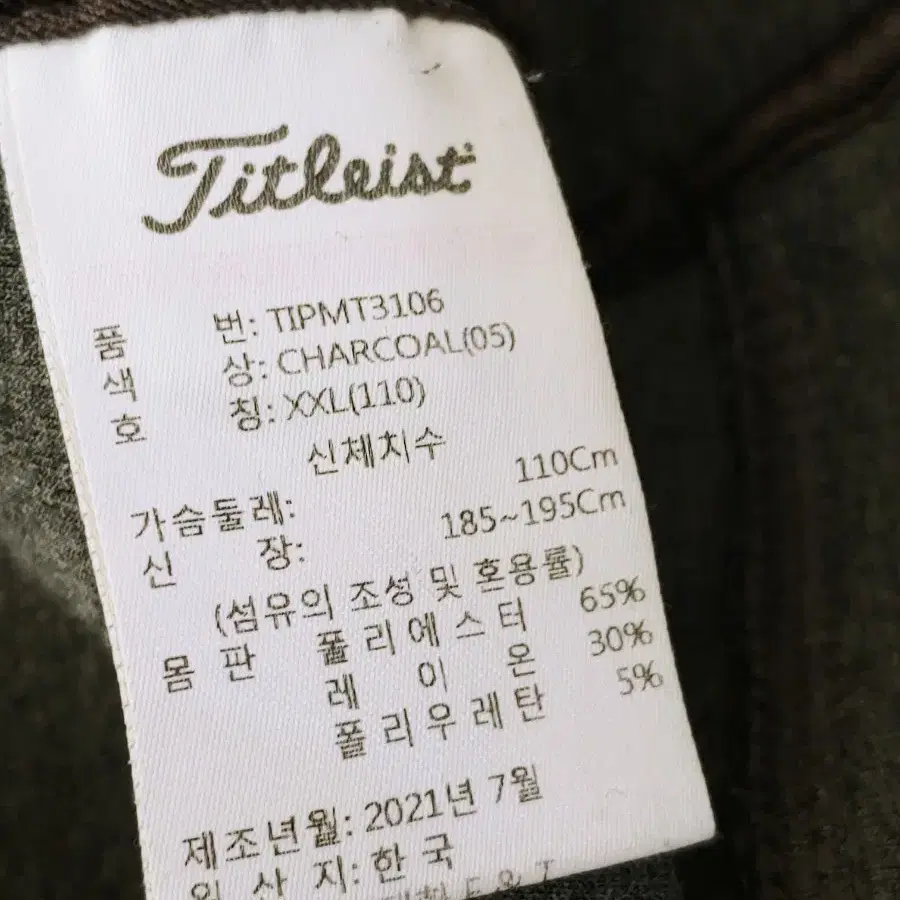 Titleist
품 번: TIPMT3106
색 상: CHARCOAL(05)
호 칭: XXL(110)
신체치수
가슴둘레: 110Cm
신 장: 185~195Cm
(섬유의 조성 및 혼용률)
몸 판 폴리에스터 65%
레 이 온 30%
폴리우레탄 5%
제조년월: 2021년 7월
원 산 지: 한 국